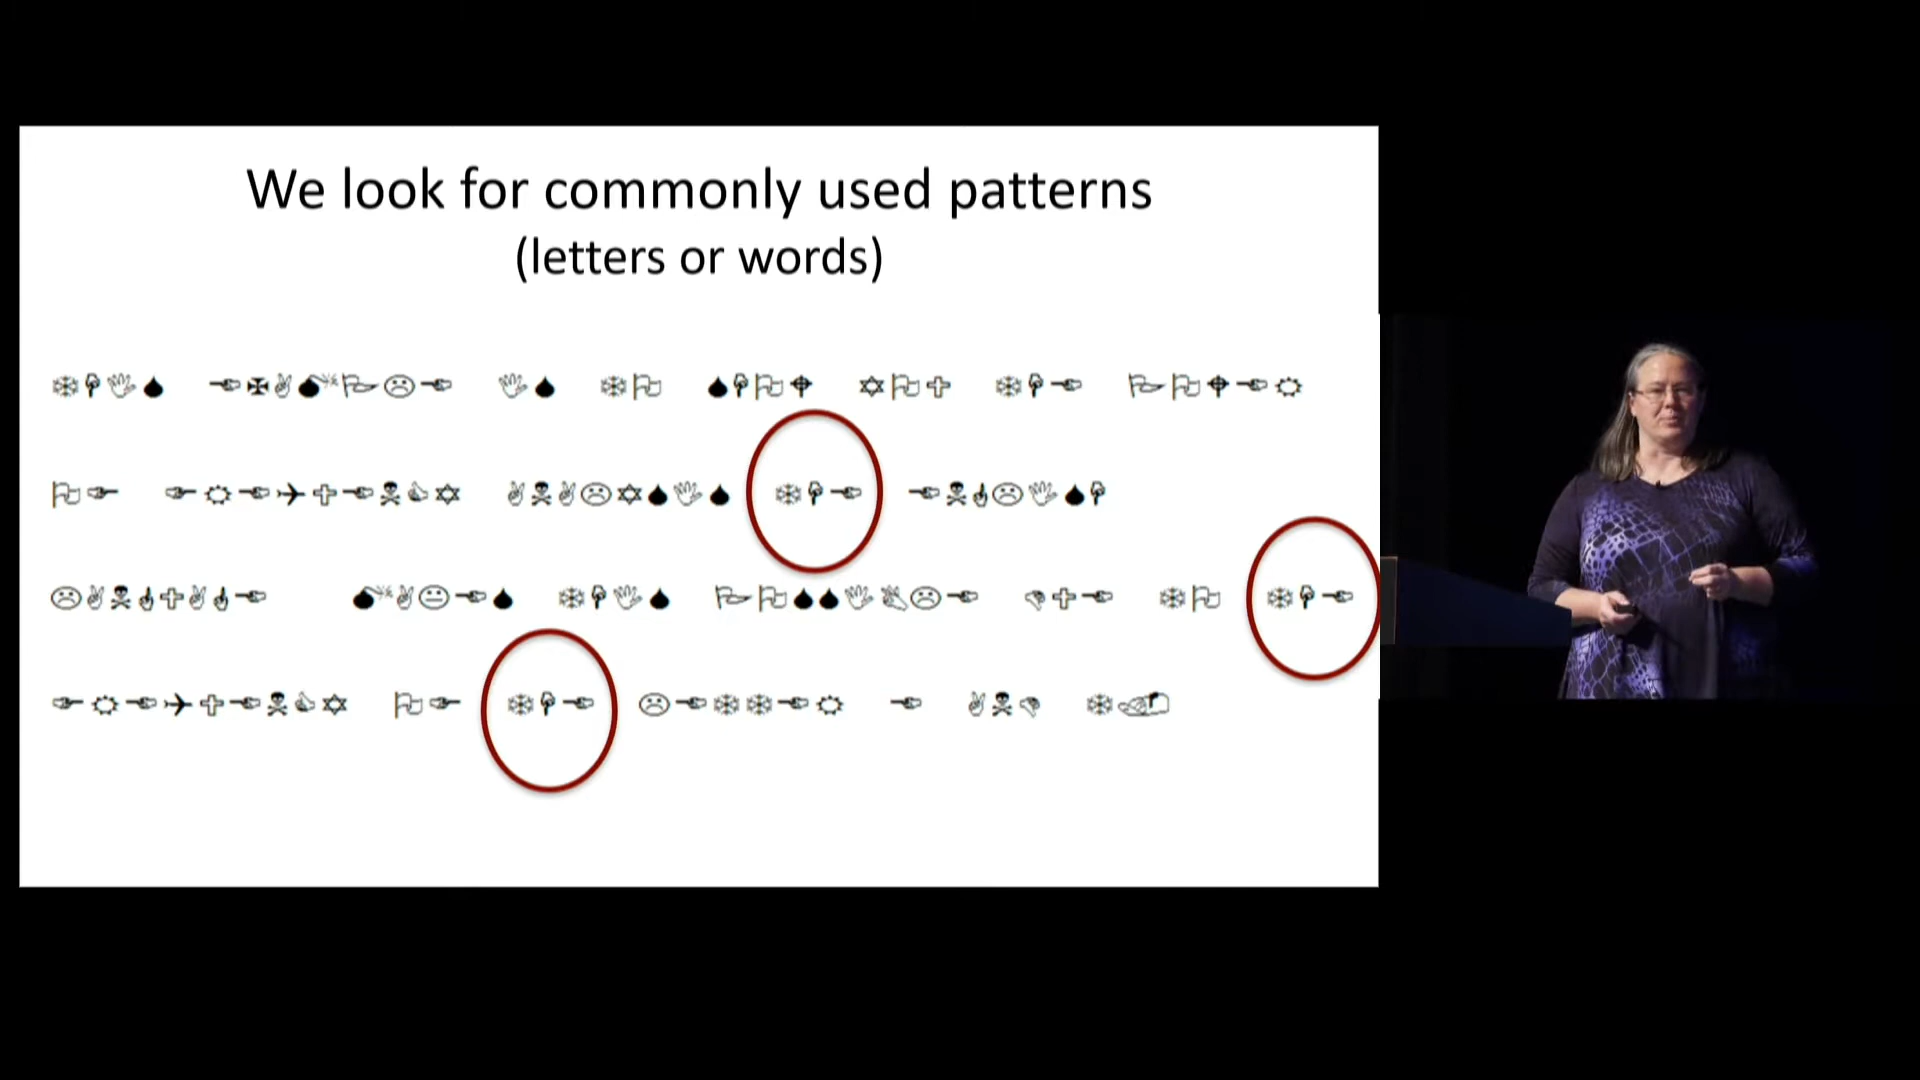 We look for commonly used patterns
(letters or words)
❄☟✋💧 ☜✠✌💣🏱☹☜ ✋💧 ❄⚐ 💧☟⚐🕈 ✡⚐🕆 ❄☟☜ 🏱⚐🕈☜☼
⚐☞ ☞☼☜✈🕆☜☠👍✡ ✌☠✌☹✡💧✋💧 ❄☟☜ ☜☠☝☹✋💧☟
☹✌☠☝🕆✌☝☜ 💣✌😐☜💧 ❄☟✋💧 🏱⚐💧💧✋👌☹☜ 👎🕆☜ ❄⚐ ❄☟☜
☞☼☜✈🕆☜☠👍✡ ⚐☞ ❄☟☜ ☹☜❄❄☜☼ ☜ ✌☠👎 ❄📬